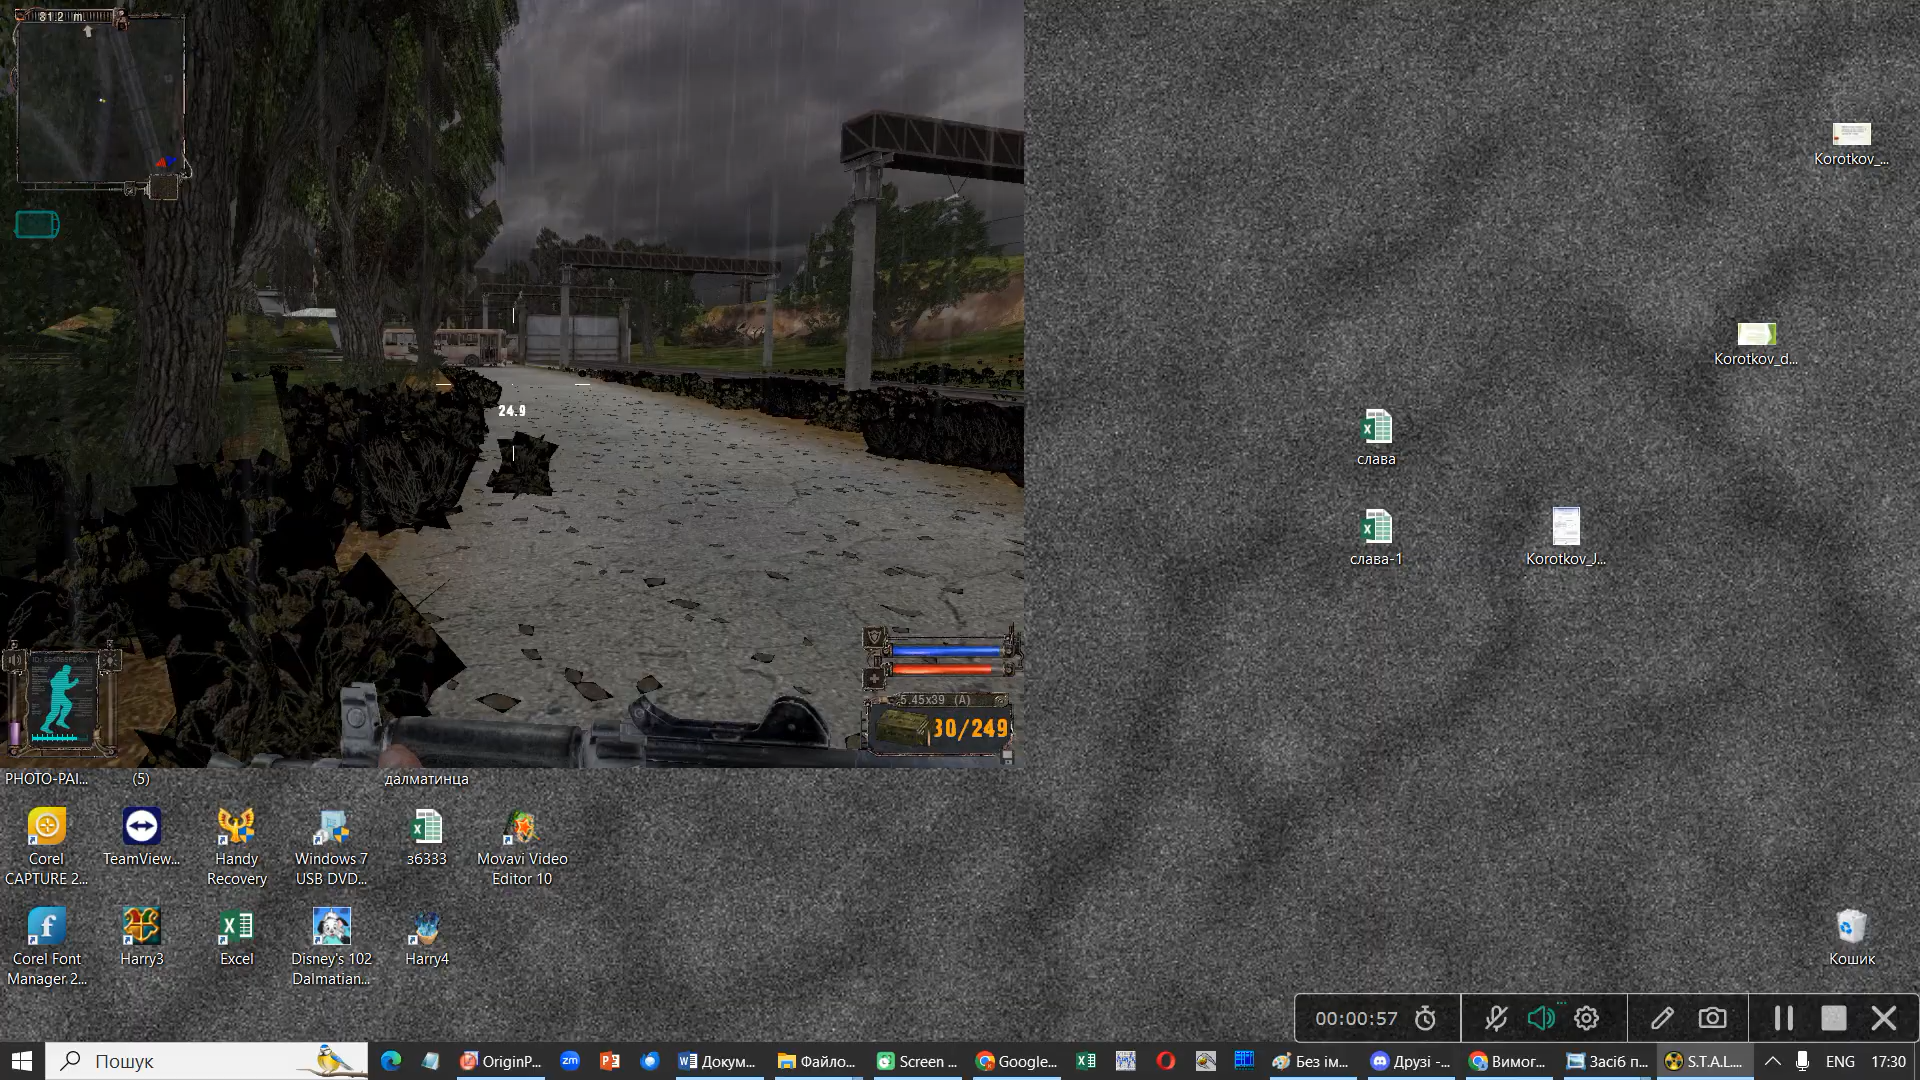 81.2 m.
24.9
5.45x39 (A)
30/249
Korotkov_...
Korotkov_d...
слава
слава-1
Korotkov_J...
PHOTO-PAI...
(5)
далматинца
Corel
CAPTURE 2...
TeamView...
Handy
Recovery
Windows 7
USB DVD...
зб333
Movavi Video
Editor 10
Corel Font
Manager 2...
Harry3
Excel
Disney's 102
Dalmatian...
Harry4
Кошик
00:00:57
Пошук
OriginP...
zm
Докум...
Файло...
Screen ...
Google...
Без ім...
Друзі -...
Вимог...
Засіб п...
S.T.A.L...
ENG
17:30